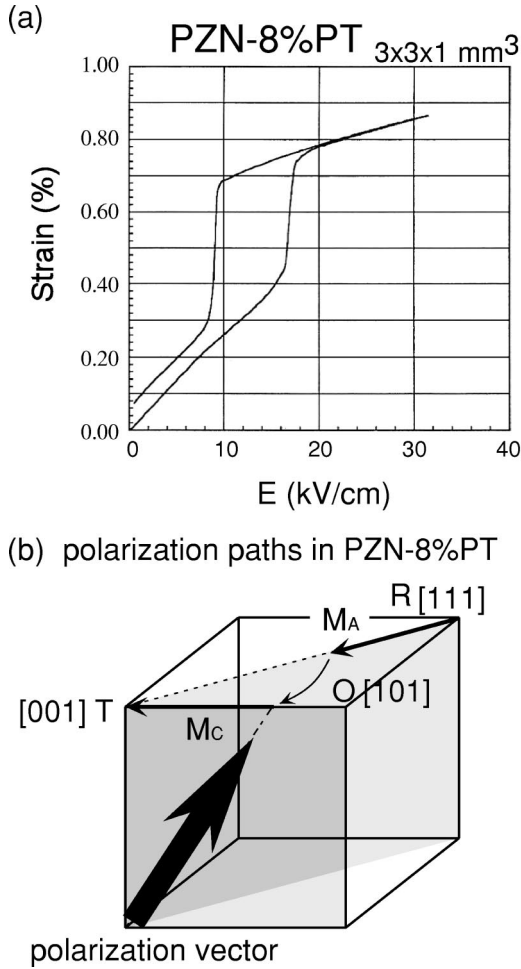 (a)
PZN-8%PT 3x3x1 mm³
1.00
0.80
0.60
0.40
0.20
0.00
Strain (%)
0 10 20 30 40
E (kV/cm)
(b) polarization paths in PZN-8%PT
R [111]
MA
[001] T
O [101]
MC
polarization vector